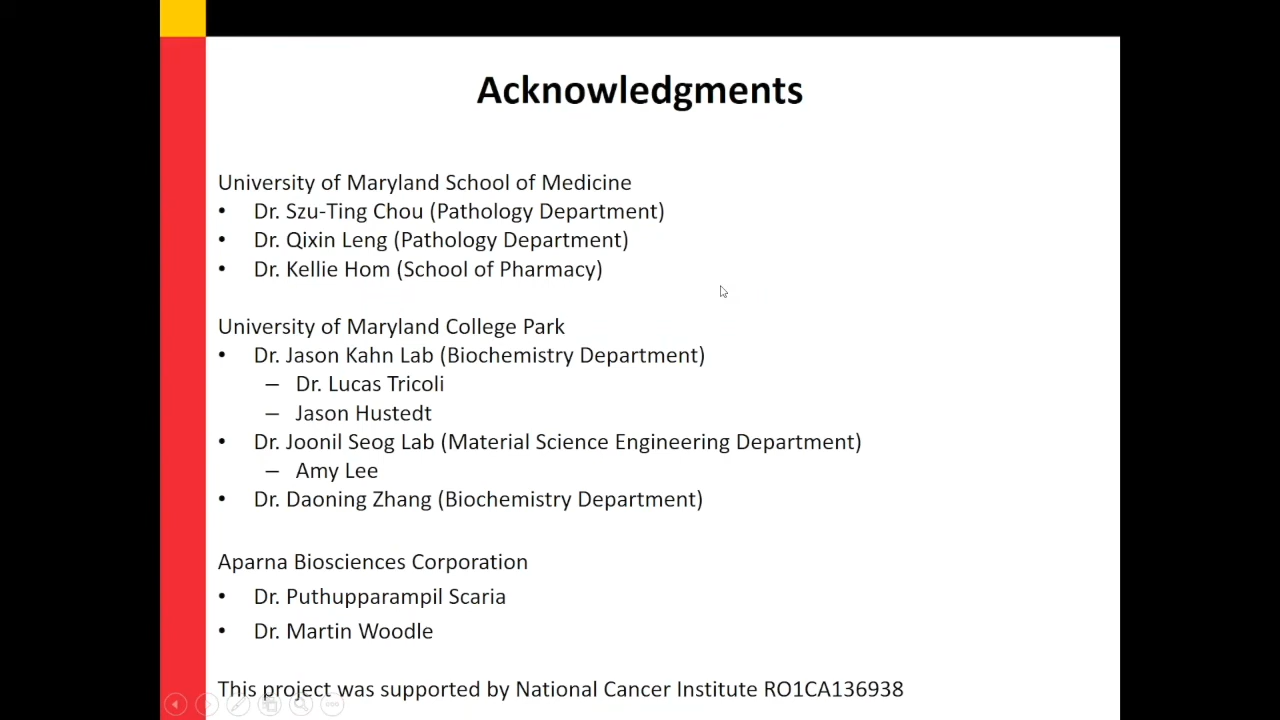 Acknowledgments
University of Maryland School of Medicine
• Dr. Szu-Ting Chou (Pathology Department)
• Dr. Qixin Leng (Pathology Department)
• Dr. Kellie Hom (School of Pharmacy)
University of Maryland College Park
• Dr. Jason Kahn Lab (Biochemistry Department)
– Dr. Lucas Tricoli
– Jason Hustedt
• Dr. Joonil Seog Lab (Material Science Engineering Department)
– Amy Lee
• Dr. Daoning Zhang (Biochemistry Department)
Aparna Biosciences Corporation
• Dr. Puthupparampil Scaria
• Dr. Martin Woodle
This project was supported by National Cancer Institute RO1CA136938